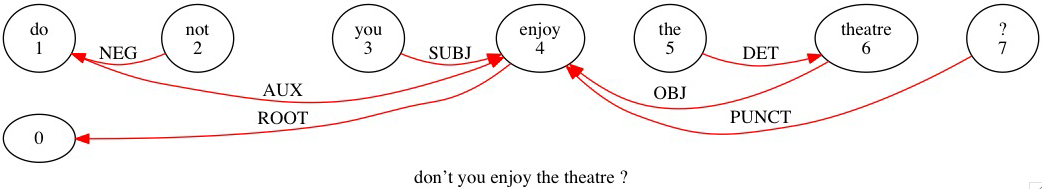 do not you enjoy the theatre ?
1 2 3 4 5 6 7
NEG SUBJ DET
AUX OBJ
ROOT PUNCT
0
don't you enjoy the theatre ?